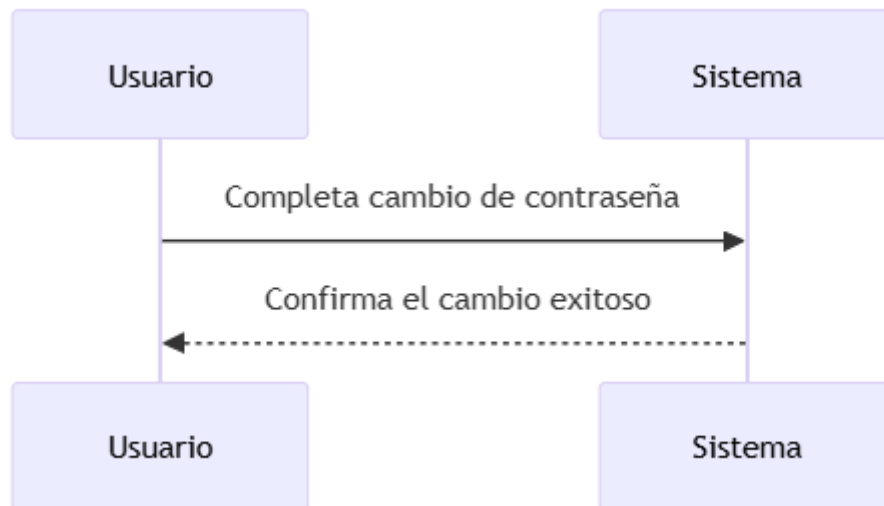 Usuario
Sistema
Completa cambio de contraseña
Confirma el cambio exitoso
Usuario
Sistema